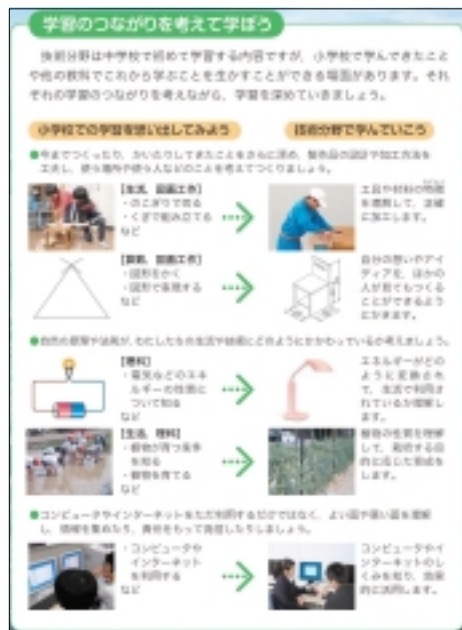 学習のつながりを考えて学ぼう
技術分野は中学校で初めて学習する内容ですが、小学校で学んできたこと
や他の教科でこれから学ぶことを生かすことができる場面があります。それ
ぞれの学習のつながりを考えながら、学習を深めていきましょう。
小学校での学習を思い出してみよう
技術分野で学んでいこう
●今までつくったり、かいたりしてきたことをさらに深め、製作品の設計や加工方法を
工夫し、使う場所や使う人などのことを考えてつくりましょう。
【生活、図画工作】
・のこぎりで切る
・くぎで組み立てる
など
工具や材料の特徴
を理解して、正確
に加工します。
【算数、図画工作】
・図形をかく
・図形で表現する
など
自分の想いやアイ
ディアを、ほかの
人が見てもつくる
ことができるよう
にかきます。
●自然の原理や法則が、わたしたちの生活や技術にどのようにかかわっているか考えましょう。
【理科】
・電気などのエネ
ルギーの性質に
ついて知る
など
エネルギーがどの
ように変換され
て、生活で利用さ
れているか理解し
ます。
【生活、理科】
・植物が育つ条件
を知る
・植物を育てる
など
植物の性質を理解
して、栽培する目
的に応じた育成を
します。
●コンピュータやインターネットをただ利用するだけではなく、よい面や悪い面を理解
し、情報を集めたり、責任をもって発信したりしましょう。
・コンピュータや
インターネット
を利用する
など
コンピュータやイ
ンターネットのし
くみを知り、効果
的に活用します。